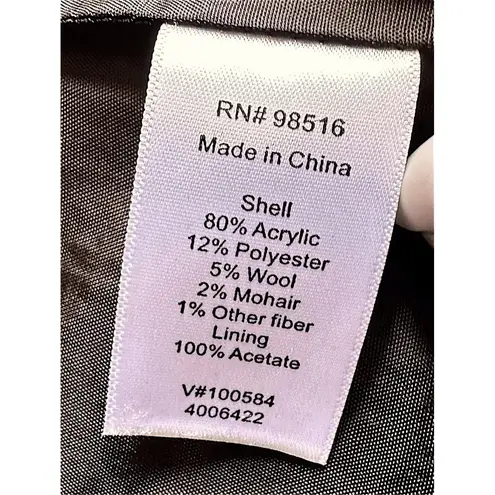 RN# 98516
Made in China
Shell
80% Acrylic
12% Polyester
5% Wool
2% Mohair
1% Other fiber
Lining
100% Acetate
V#100584
4006422